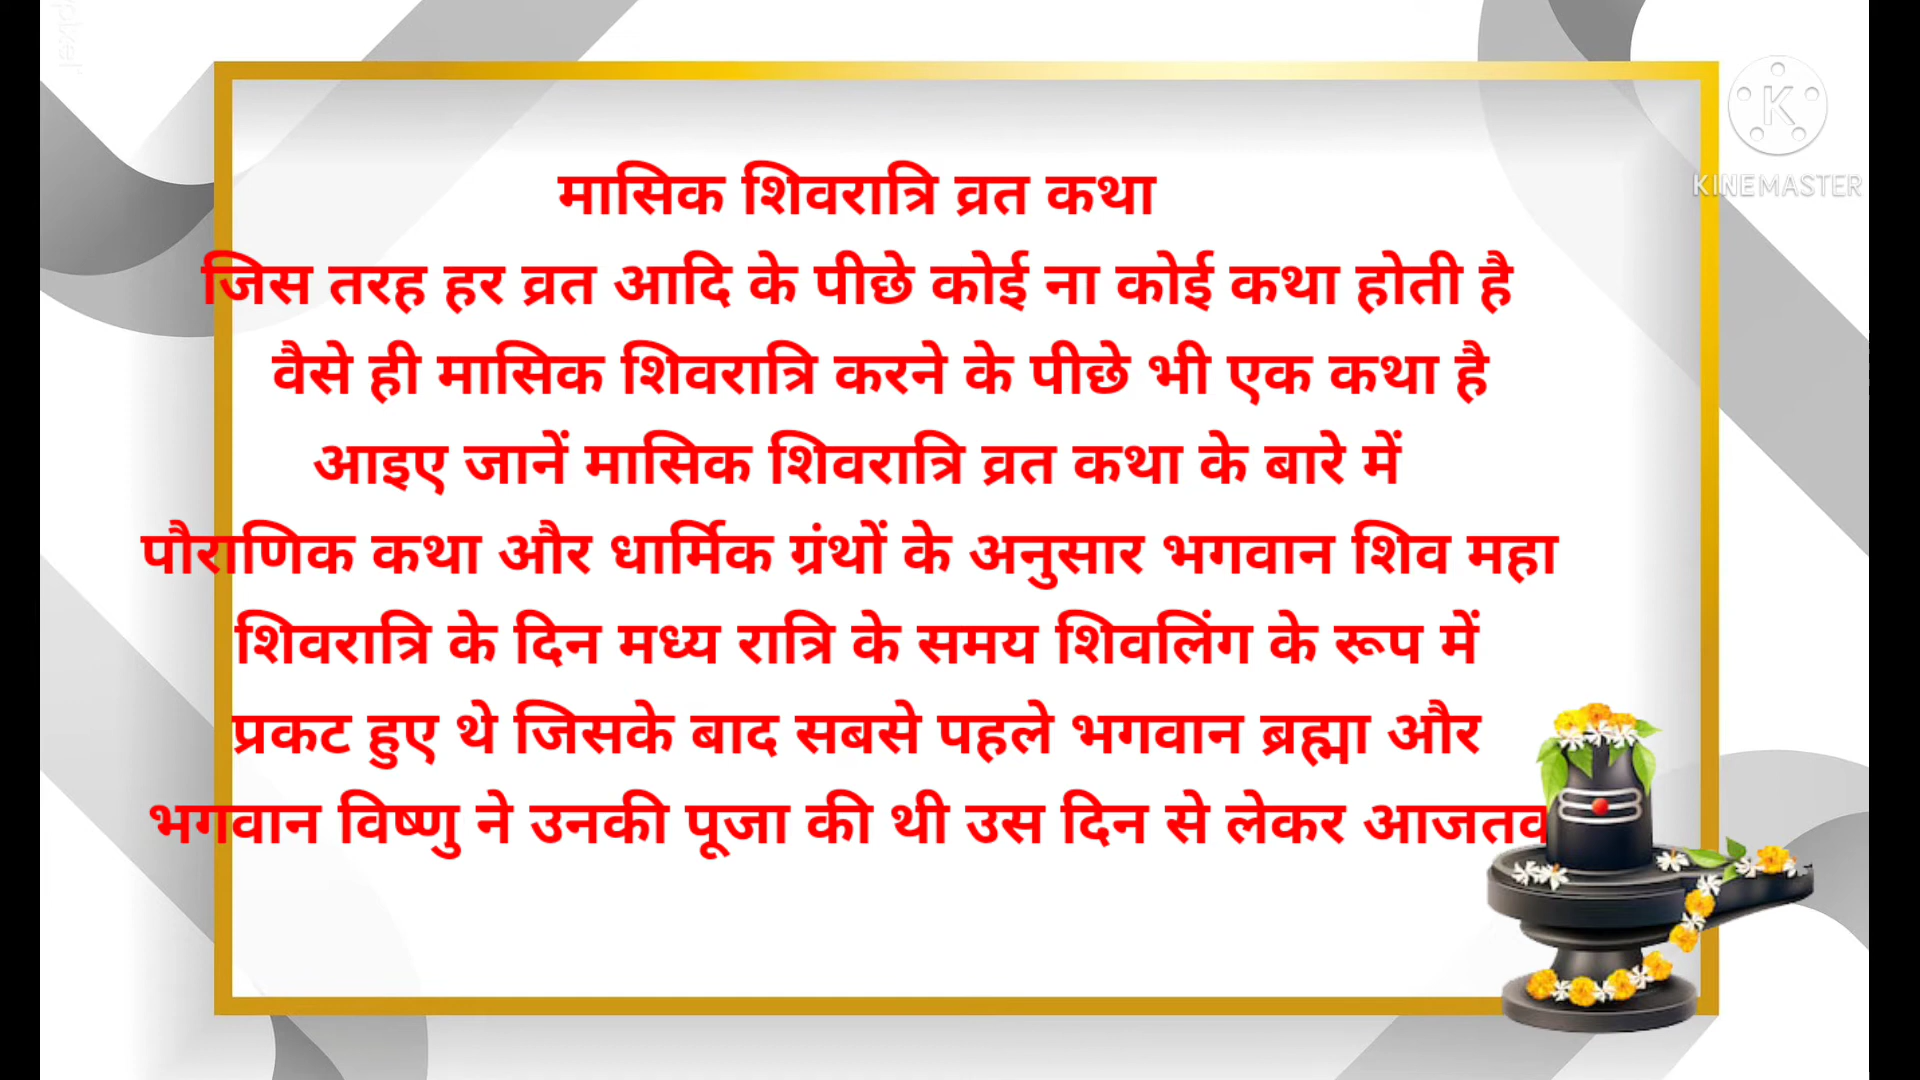 मासिक शिवरात्रि व्रत कथा
जिस तरह हर व्रत आदि के पीछे कोई ना कोई कथा होती है
वैसे ही मासिक शिवरात्रि करने के पीछे भी एक कथा है
आइए जानें मासिक शिवरात्रि व्रत कथा के बारे में
पौराणिक कथा और धार्मिक ग्रंथों के अनुसार भगवान शिव महा
शिवरात्रि के दिन मध्य रात्रि के समय शिवलिंग के रूप में
प्रकट हुए थे जिसके बाद सबसे पहले भगवान ब्रह्मा और
भगवान विष्णु ने उनकी पूजा की थी उस दिन से लेकर आजतक
K
KINEMASTER